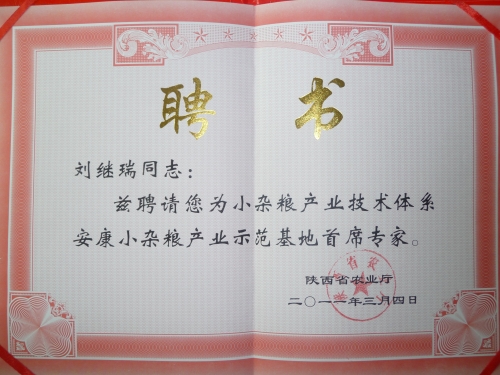 聘书
刘继瑞同志：
兹聘请您为小杂粮产业技术体系
安康小杂粮产业示范基地首席专家。
陕西省农业厅
二〇一一年三月四日